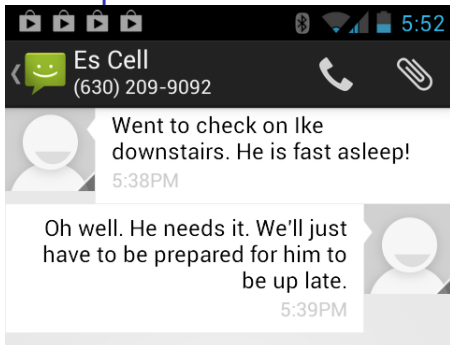 5:52
Es Cell
(630) 209-9092
Went to check on Ike
downstairs. He is fast asleep!
5:38PM
Oh well. He needs it. We'll just
have to be prepared for him to
be up late.
5:39PM